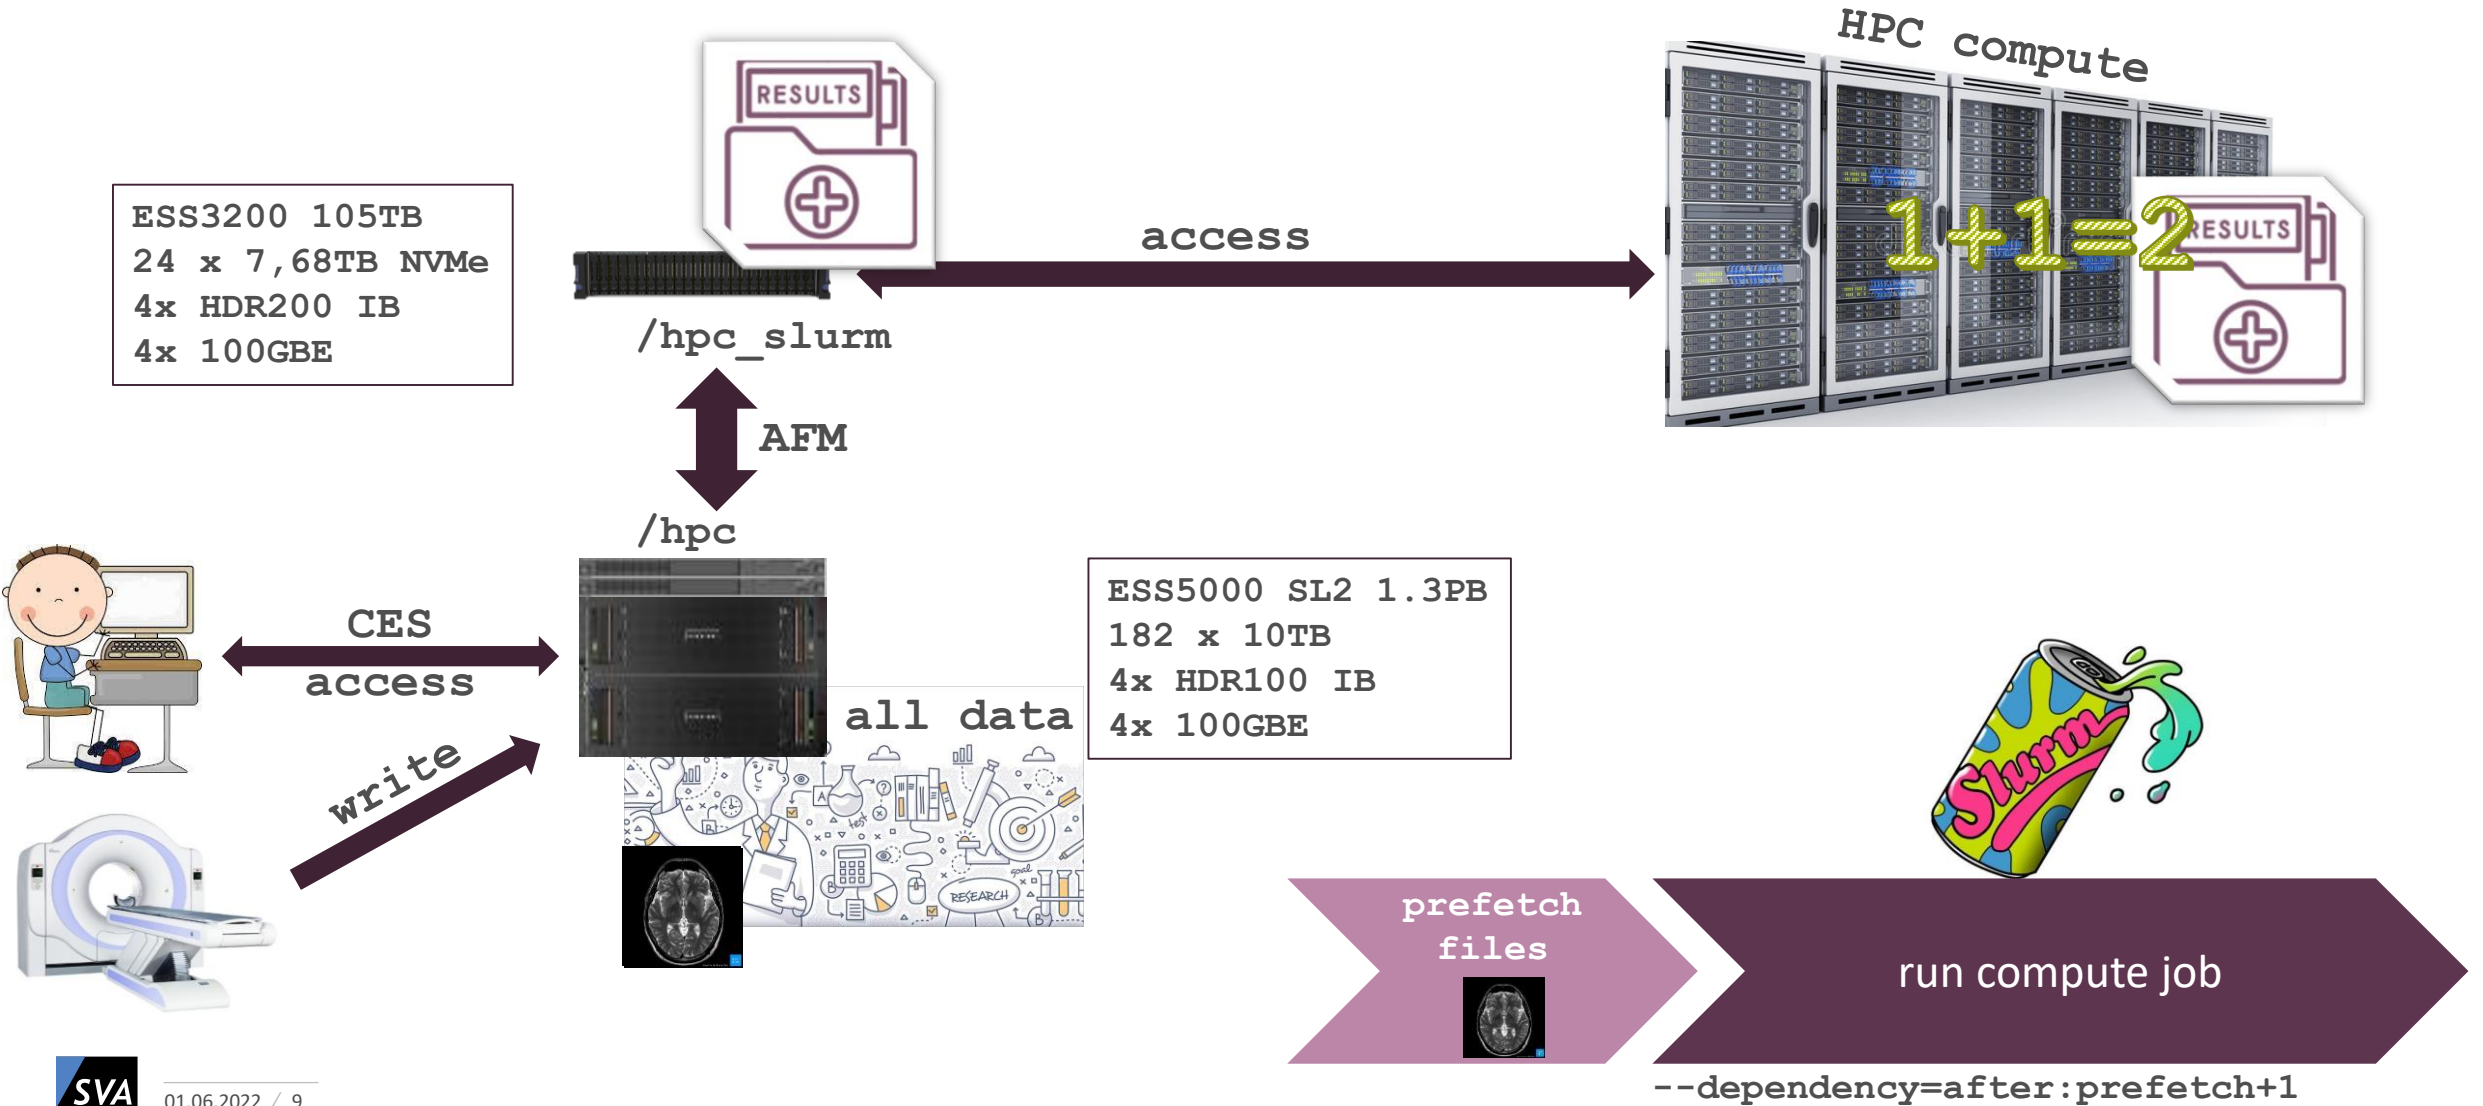 HPC compute
RESULTS
ESS3200 105TB
24 x 7,68TB NVMe
4x HDR200 IB
4x 100GBE
access
1+1=2
RESULTS
/hpc_slurm
AFM
/hpc
CES
access
ESS5000 SL2 1.3PB
182 x 10TB
4x HDR100 IB
4x 100GBE
all data
write
A
test
B
B
goal
RESEARCH
B
Slurm
prefetch
files
run compute job
--dependency=after:prefetch+1
SVA
01.06.2022 / 9